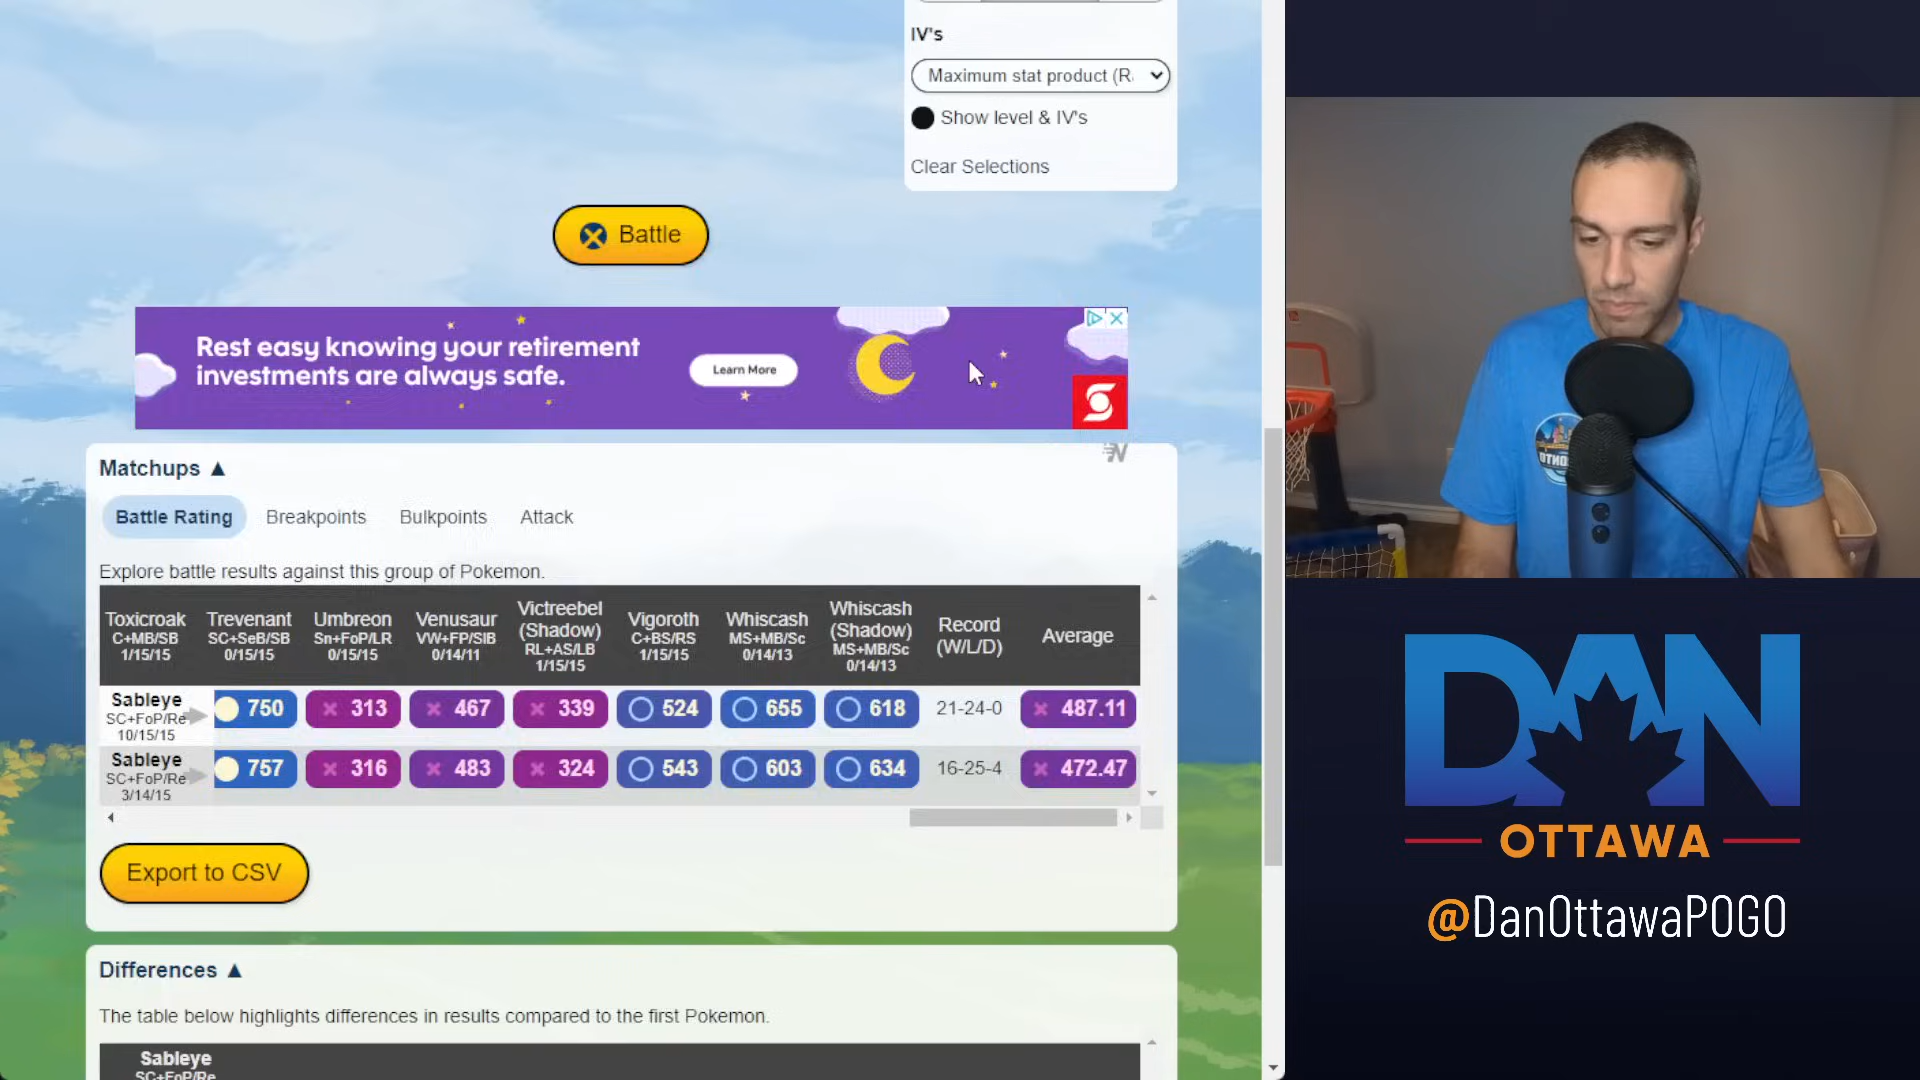 IV's
Maximum stat product (R
Show level & IV's
Clear Selections
Battle
Rest easy knowing your retirement
investments are always safe.
Learn More
Matchups ▲
Battle Rating Breakpoints Bulkpoints Attack
Explore battle results against this group of Pokemon.
Toxicroak
C+MB/SB
1/15/15
Trevenant
SC+SeB/SB
0/15/15
Umbreon
Sn+FoP/LR
0/15/15
Venusaur
VW+FP/SlB
0/14/11
Victreebel
(Shadow)
RL+AS/LB
1/15/15
Vigoroth
C+BS/RS
1/15/15
Whiscash
MS+MB/Sc
0/14/13
Whiscash
(Shadow)
MS+MB/Sc
0/14/13
Record
(W/L/D)
Average
Sableye
SC+FoP/Re
10/15/15
750 313 467 339 524 655 618 21-24-0 487.11
Sableye
SC+FoP/Re
3/14/15
757 316 483 324 543 603 634 16-25-4 472.47
Export to CSV
Differences ▲
The table below highlights differences in results compared to the first Pokemon.
Sableye
SC+FoP/Re
DAN
OTTAWA
@DanOttawaPOGO